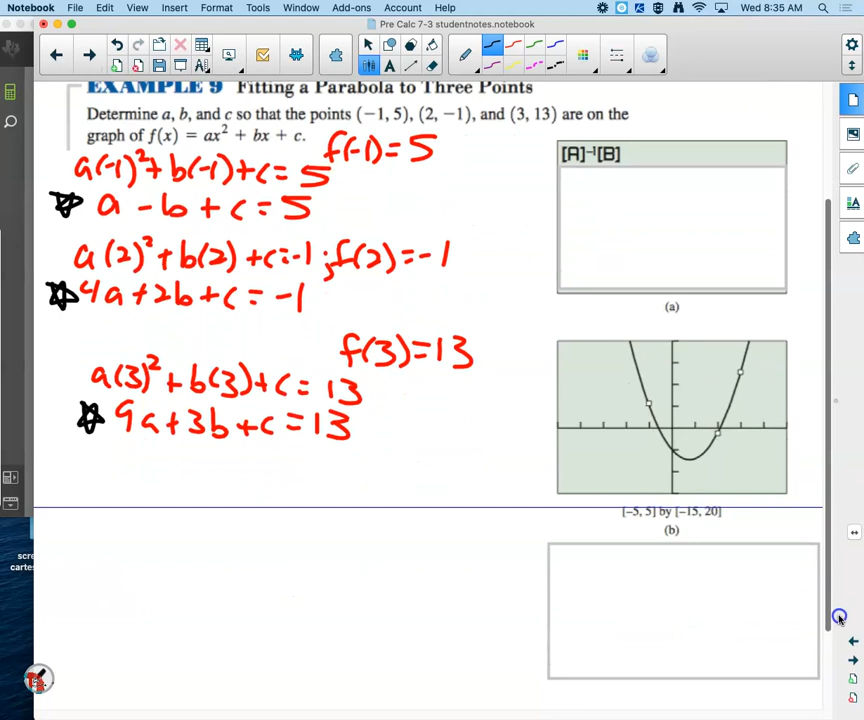 Notebook File Edit View Insert Format Tools Add-ons Account Help Wed 8:35 AM
Pre Calc 7-3 studentnotes.notebook
EXAMPLE 9 Fitting a Parabola to Three Points
Determine a, b, and c so that the points (−1, 5), (2, −1), and (3, 13) are on the
graph of f(x) = ax² + bx + c.
f(-1) = 5
a(-1)² + b(-1) + c = 5
a - b + c = 5
a(2)² + b(2) + c = -1 ; f(2) = -1
4a + 2b + c = -1
f(3) = 13
a(3)² + b(3) + c = 13
9a + 3b + c = 13
[A]⁻¹[B]
(a)
[−5, 5] by [−15, 20]
(b)
scre
cartes